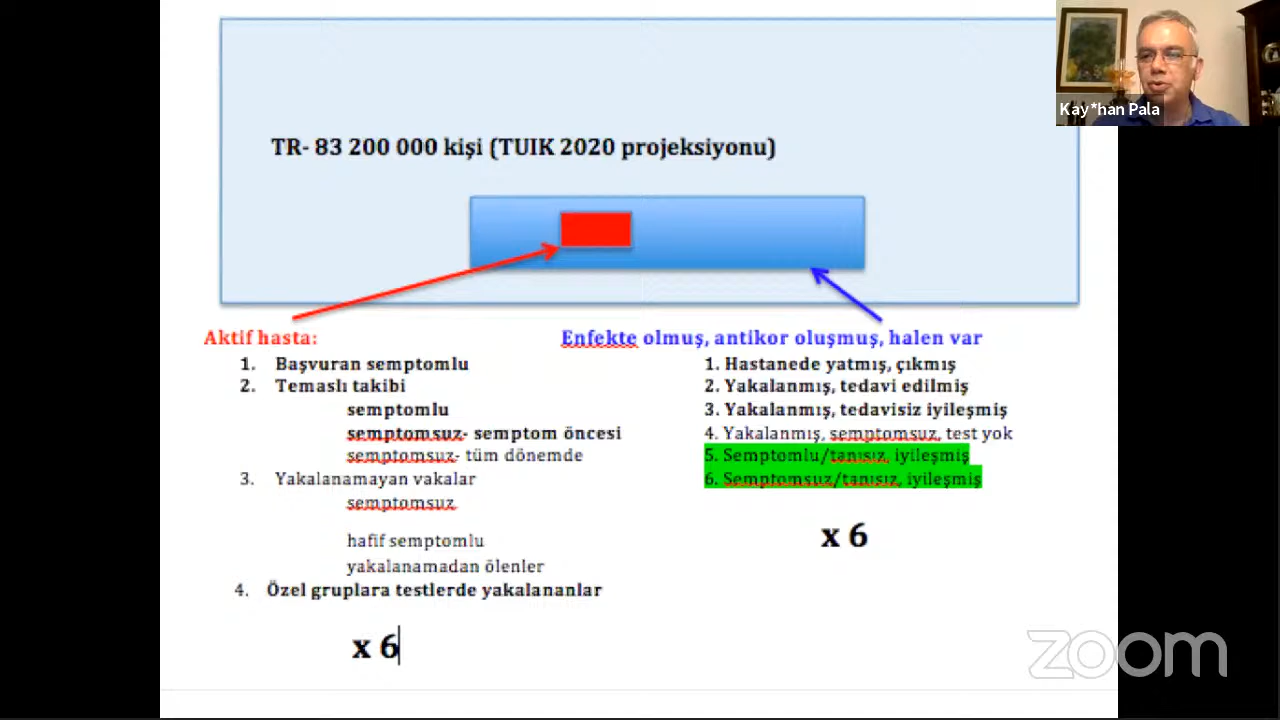 Kay*han Pala
TR- 83 200 000 kişi (TUIK 2020 projeksiyonu)
Aktif hasta:
1. Başvuran semptomlu
2. Temaslı takibi
semptomlu
semptomsuz- semptom öncesi
semptomsuz- tüm dönemde
3. Yakalanamayan vakalar
semptomsuz
hafif semptomlu
yakalanamadan ölenler
4. Özel gruplara testlerde yakalananlar
x 6
Enfekte olmuş, antikor oluşmuş, halen var
1. Hastanede yatmış, çıkmış
2. Yakalanmış, tedavi edilmiş
3. Yakalanmış, tedavisiz iyileşmiş
4. Yakalanmış, semptomsuz, test yok
5. Semptomlu/tanısız, iyileşmiş
6. Semptomsuz/tanısız, iyileşmiş
x 6
zoom